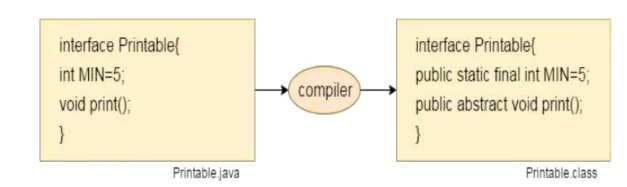 interface Printable{
int MIN=5;
void print();
}
Printable.java
compiler
interface Printable{
public static final int MIN=5;
public abstract void print();
}
Printable.class